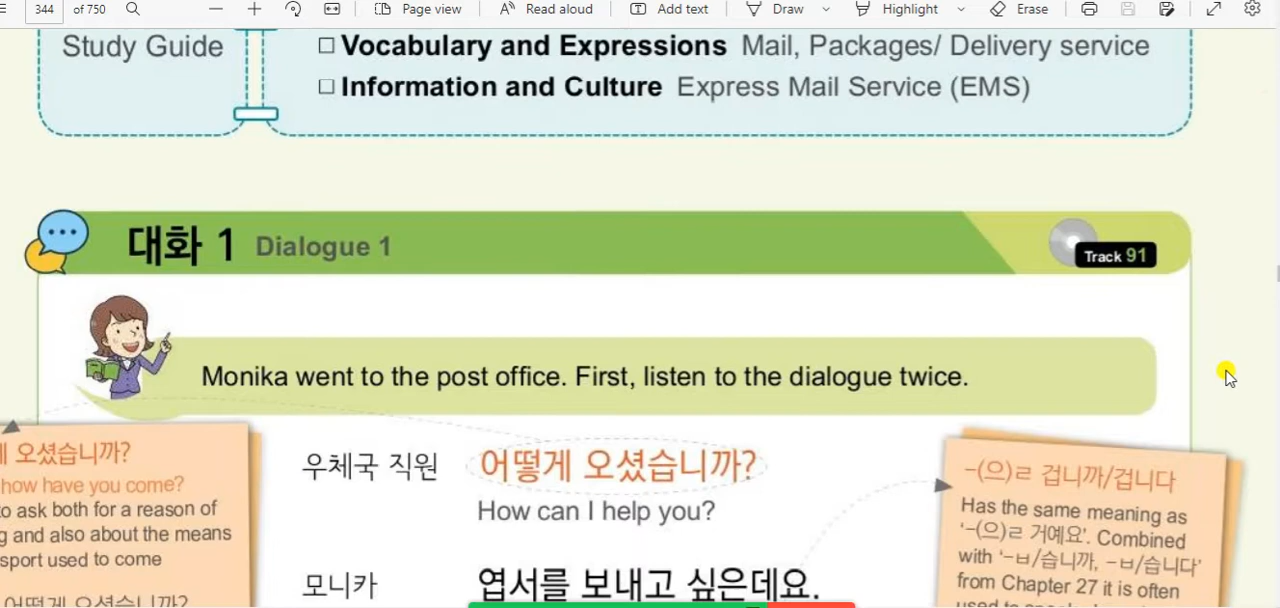 344 of 750 Page view Read aloud Add text Draw Highlight Erase
Study Guide
□ Vocabulary and Expressions Mail, Packages/ Delivery service
□ Information and Culture Express Mail Service (EMS)
대화 1 Dialogue 1
Track 91
Monika went to the post office. First, listen to the dialogue twice.
오셨습니까?
how have you come?
to ask both for a reason of
and also about the means
used to come
우체국 직원 어떻게 오셨습니까?
How can I help you?
모니카 엽서를 보내고 싶은데요.
-(으)ㄹ 겁니까/겁니다
Has the same meaning as
‘-(으)ㄹ 거예요’. Combined
with ‘-ㅂ/습니까, -ㅂ/습니다’
from Chapter 27 it is often